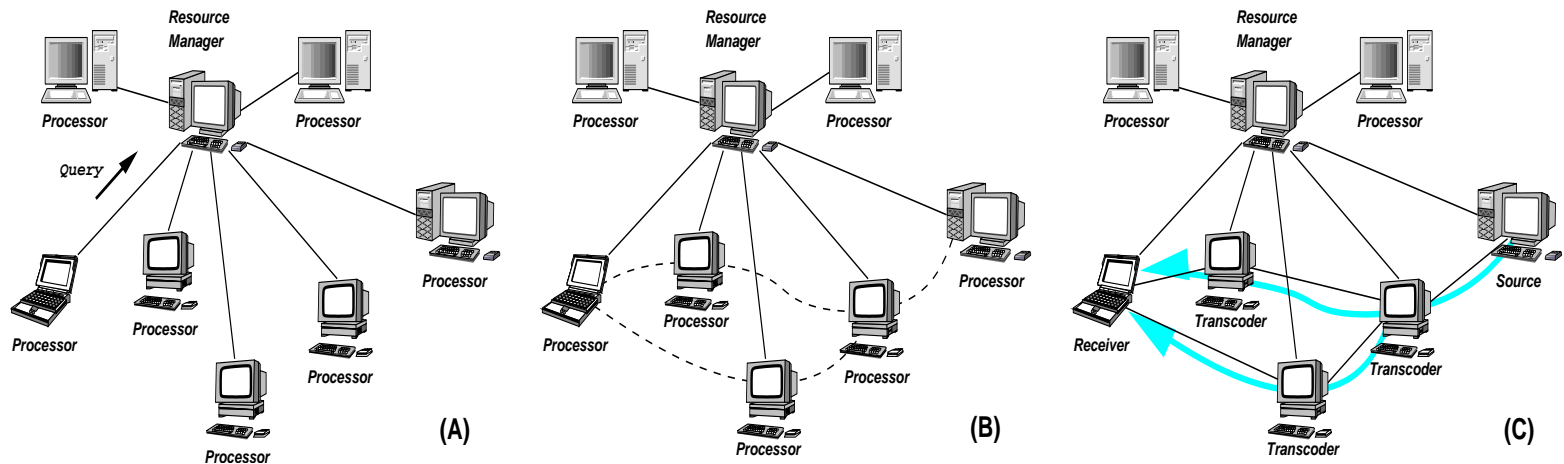 Resource
Manager
Processor
Processor
Query
Processor
Processor
Processor
Processor
Processor
(A)
Resource
Manager
Processor
Processor
Processor
Processor
Processor
Processor
Processor
(B)
Resource
Manager
Processor
Processor
Source
Transcoder
Receiver
Transcoder
Transcoder
(C)